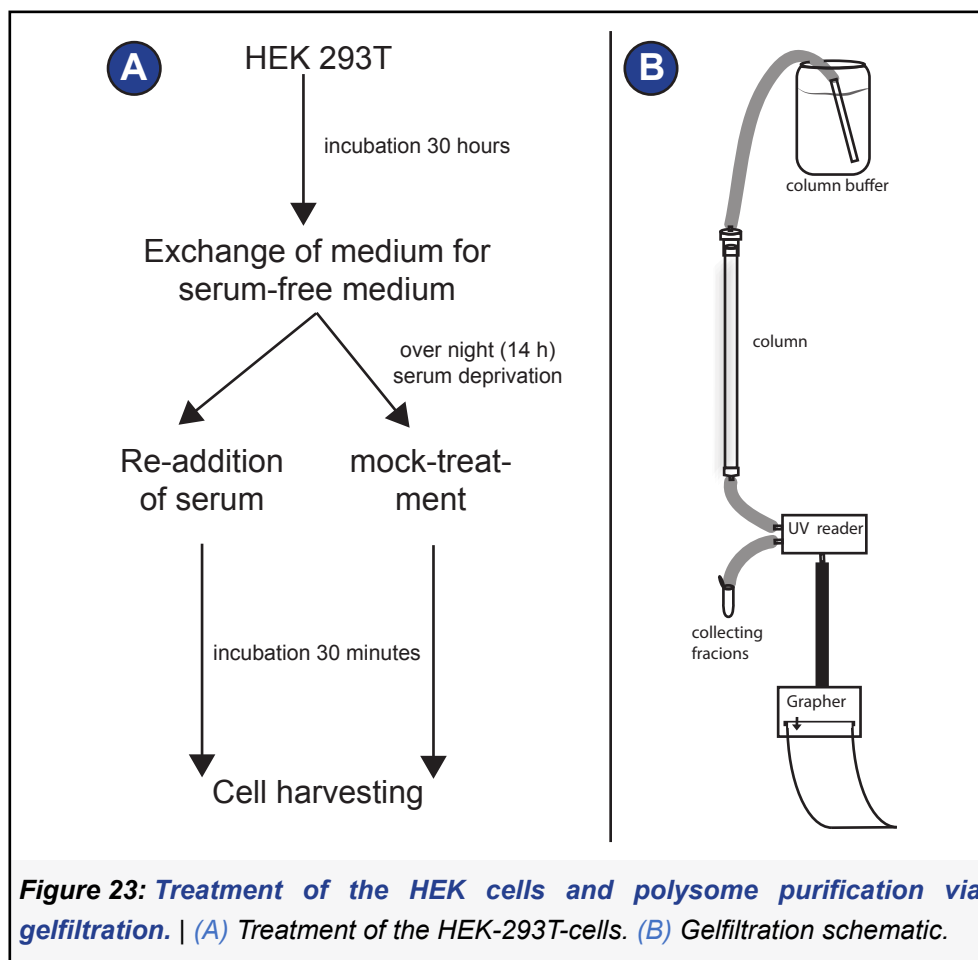 A
HEK 293T
incubation 30 hours
Exchange of medium for
serum-free medium
over night (14 h)
serum deprivation
Re-addition
of serum
mock-treat-
ment
incubation 30 minutes
Cell harvesting
B
column buffer
column
UV reader
collecting
fracions
Grapher
Figure 23: Treatment of the HEK cells and polysome purification via
gelfiltration. | (A) Treatment of the HEK-293T-cells. (B) Gelfiltration schematic.